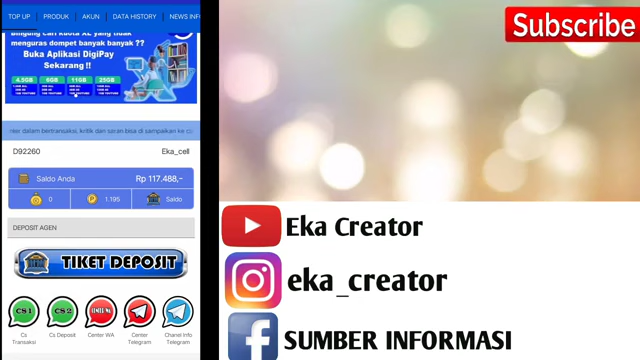 TOP UP PRODUK AKUN DATA HISTORY NEWS INF
Bingung cari kuota XL yang tidak
menguras dompet banyak banyak ??
Buka Aplikasi DigiPay
Sekarang !!
4.5GB 6GB 11GB 25GB
nter dalam bertransaksi, kritik dan saran bisa di sampaikan ke c
D92260 Eka_cell
Saldo Anda Rp 117.488,-
0 1.195 Saldo
DEPOSIT AGEN
TIKET DEPOSIT
CS 1 CS 2
Cs Transaksi
Cs Deposit
Center WA
Center Telegram
Chanel Info Telegram
Subscribe
Eka Creator
eka_creator
SUMBER INFORMASI